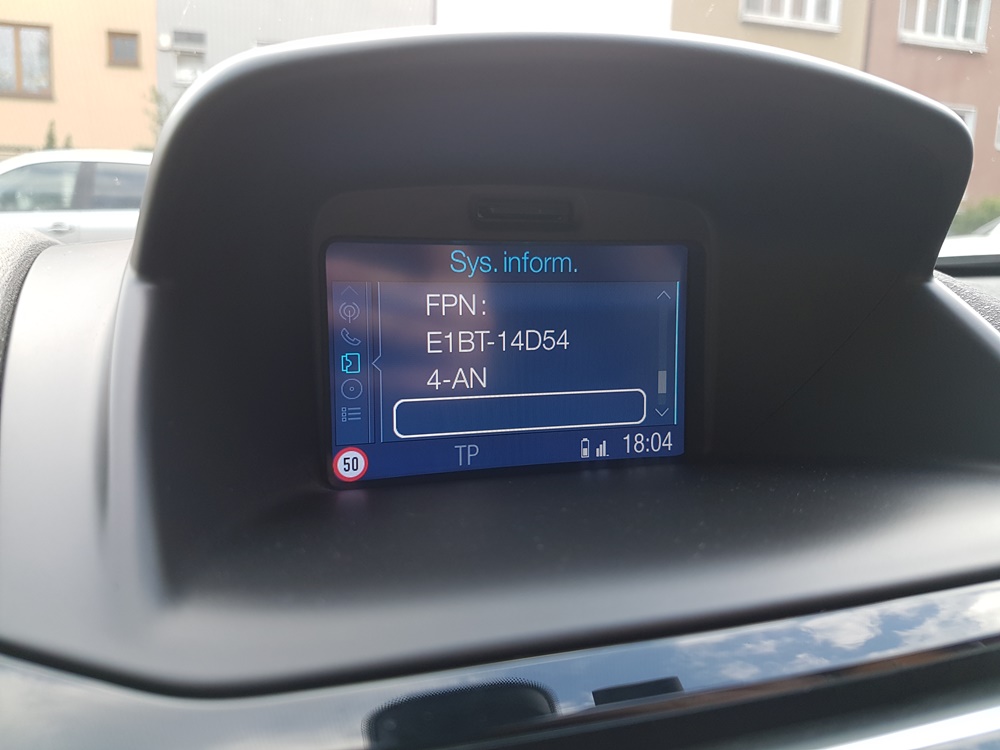 Sys. inform.
FPN:
E1BT-14D54
4-AN
50
TP
18:04